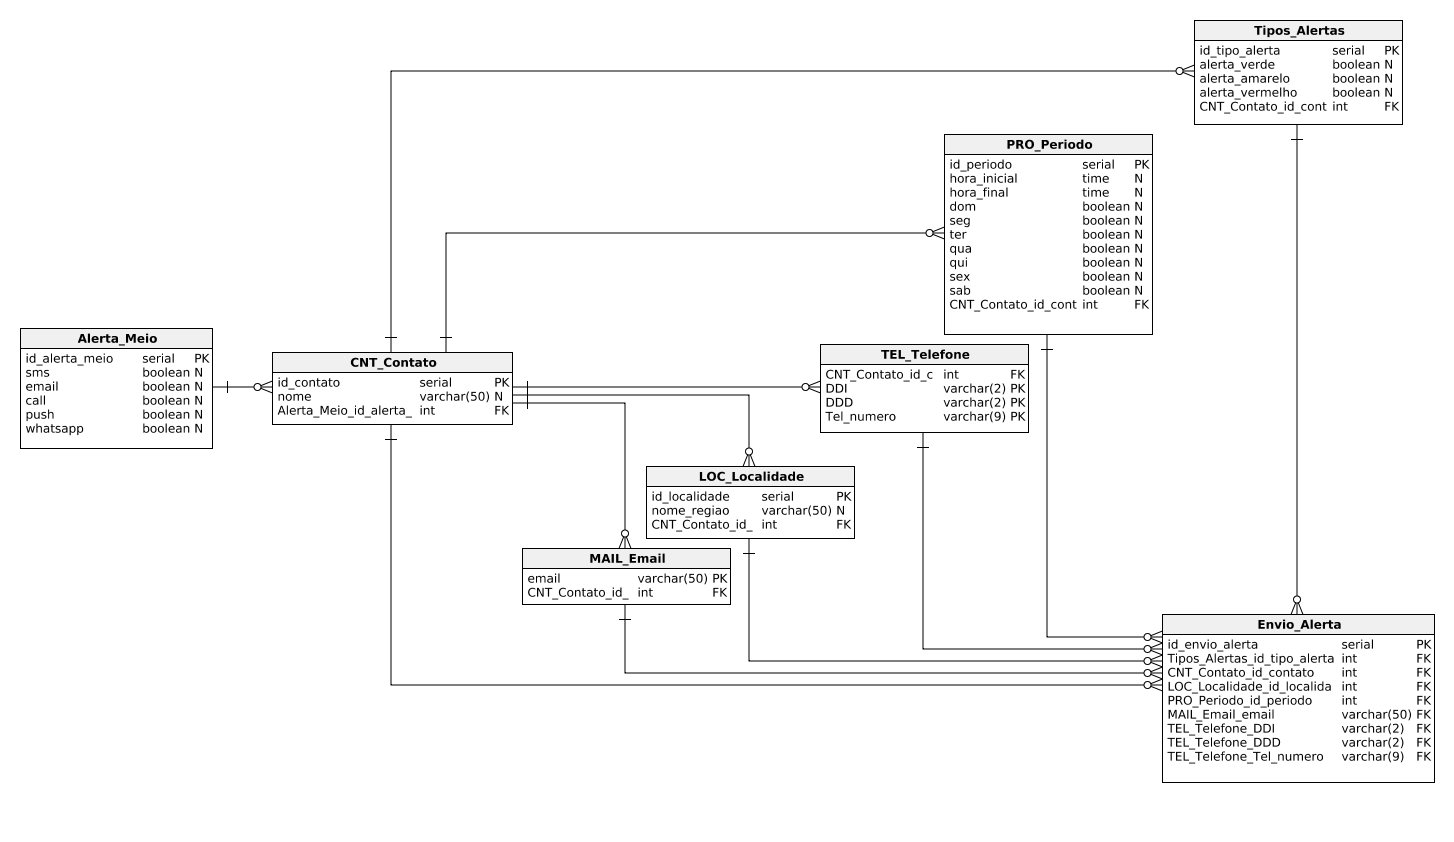 Tipos_Alertas
id_tipo_alerta serial PK
alerta_verde boolean N
alerta_amarelo boolean N
alerta_vermelho boolean N
CNT_Contato_id_cont int FK
PRO_Periodo
id_periodo serial PK
hora_inicial time N
hora_final time N
dom boolean N
seg boolean N
ter boolean N
qua boolean N
qui boolean N
sex boolean N
sab boolean N
CNT_Contato_id_cont int FK
Alerta_Meio
id_alerta_meio serial PK
sms boolean N
email boolean N
call boolean N
push boolean N
whatsapp boolean N
CNT_Contato
id_contato serial PK
nome varchar(50) N
Alerta_Meio_id_alerta_ int FK
TEL_Telefone
CNT_Contato_id_c int FK
DDI varchar(2) PK
DDD varchar(2) PK
Tel_numero varchar(9) PK
LOC_Localidade
id_localidade serial PK
nome_regiao varchar(50) N
CNT_Contato_id_ int FK
MAIL_Email
email varchar(50) PK
CNT_Contato_id_ int FK
Envio_Alerta
id_envio_alerta serial PK
Tipos_Alertas_id_tipo_alerta int FK
CNT_Contato_id_contato int FK
LOC_Localidade_id_localida int FK
PRO_Periodo_id_periodo int FK
MAIL_Email_email varchar(50) FK
TEL_Telefone_DDI varchar(2) FK
TEL_Telefone_DDD varchar(2) FK
TEL_Telefone_Tel_numero varchar(9) FK